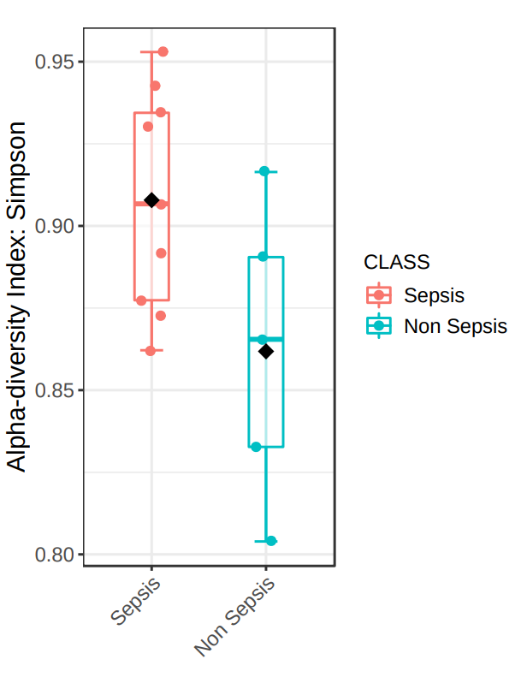 Alpha-diversity Index: Simpson
0.95
0.90
0.85
0.80
Sepsis
Non Sepsis
CLASS
Sepsis
Non Sepsis